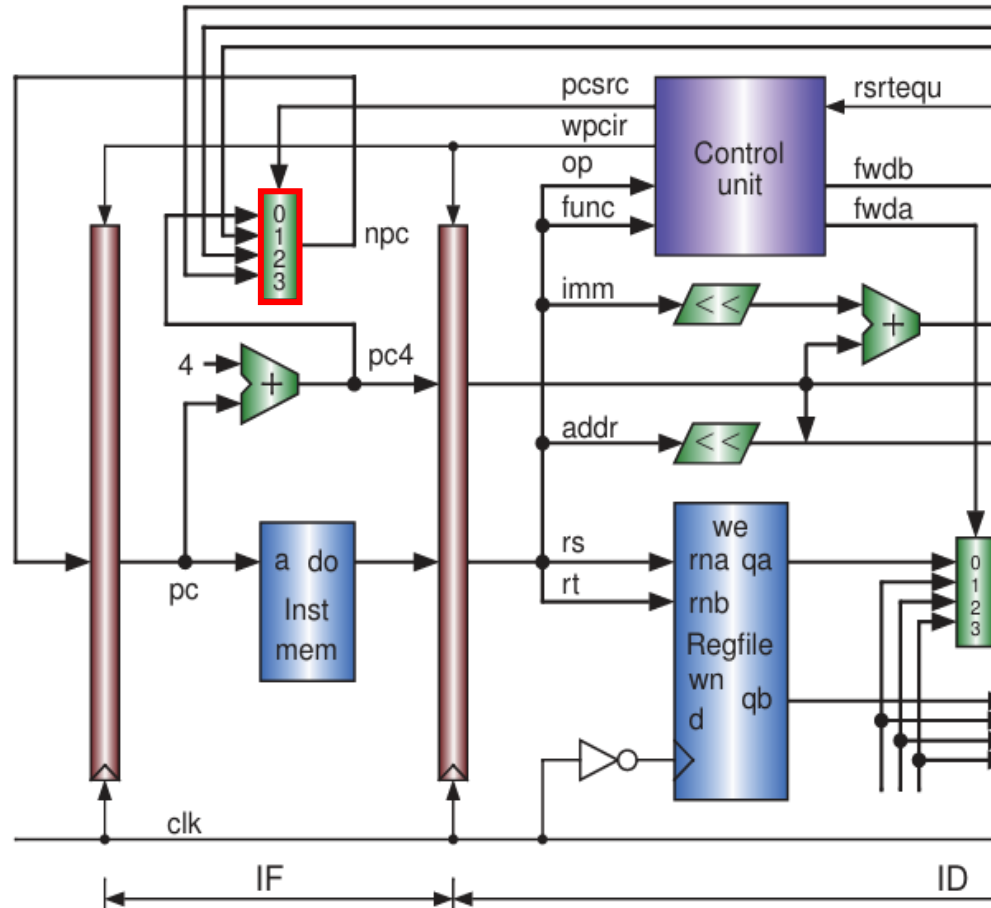 pcsrc
rsrtequ
wpcir
Control
unit
op
fwdb
func
fwda
0
1
2
3
npc
imm
<<
+
4
+
pc4
addr
<<
we
rs
rna qa
0
1
2
3
a do
pc
rt
rnb
Inst
mem
Regfile
wn
qb
d
clk
IF
ID